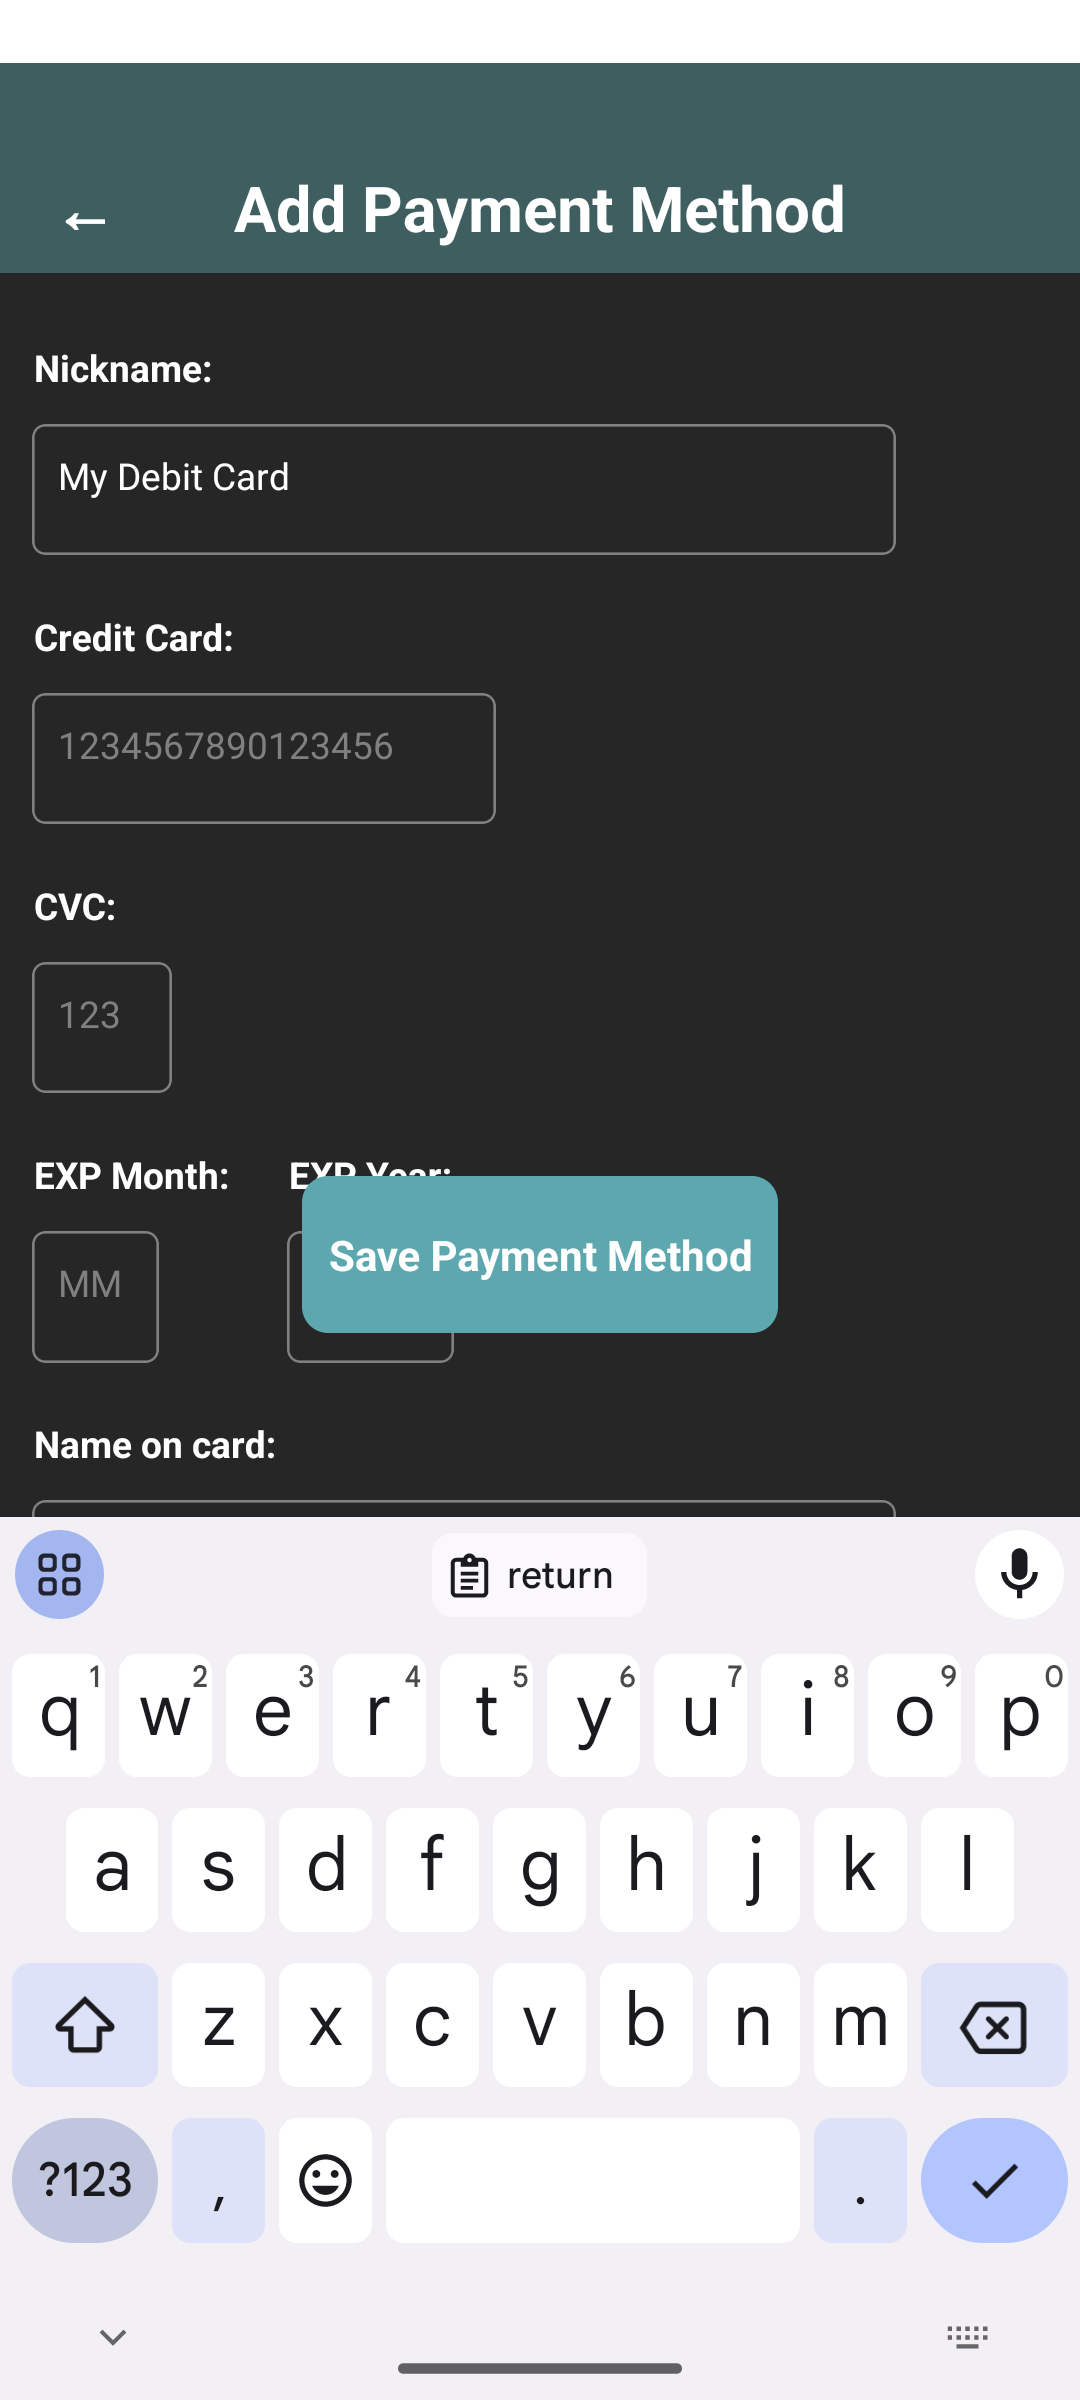 ← Add Payment Method
Nickname:
My Debit Card
Credit Card:
1234567890123456
CVC:
123
EXP Month: EXP Year:
MM
Save Payment Method
Name on card:
return
q1 w2 e3 r4 t5 y6 u7 i8 o9 p0
a s d f g h j k l
z x c v b n m
?123 , .